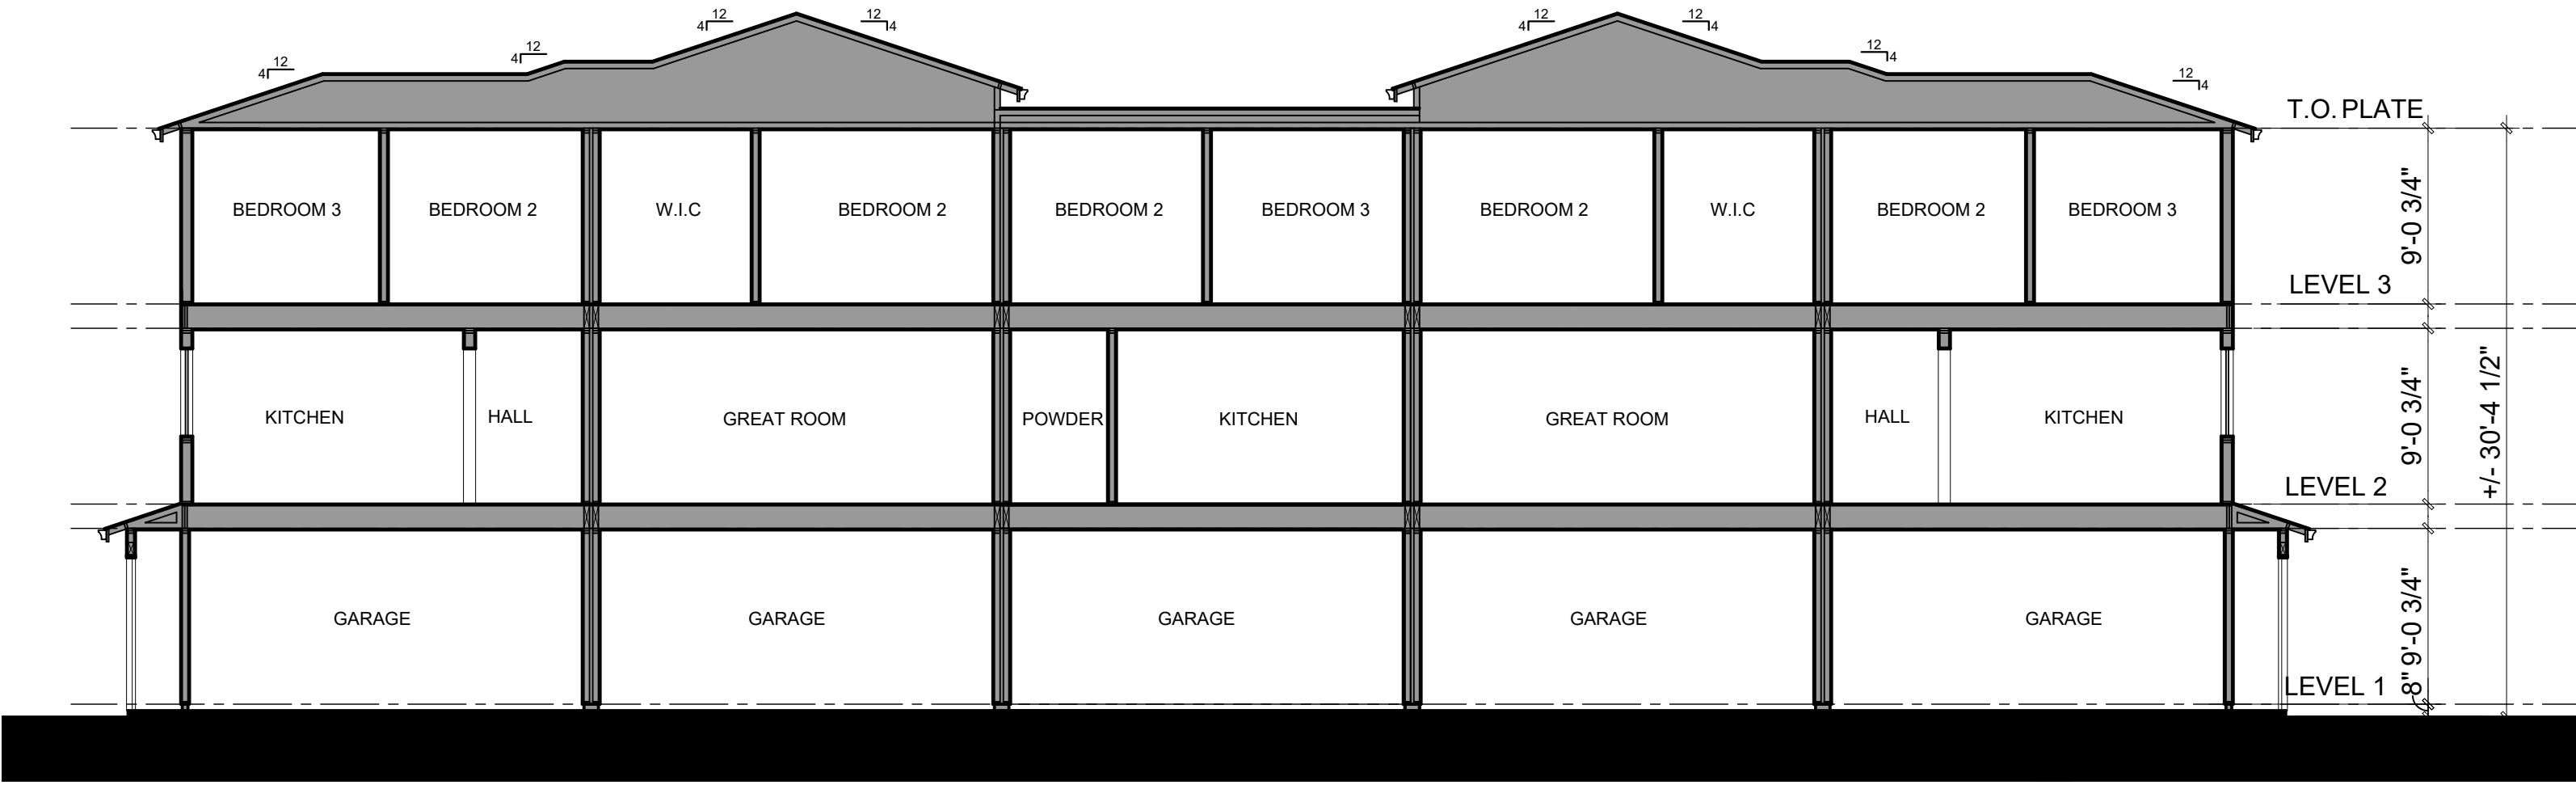 12 4
12 4
12 4
12 4
12 4
12 4
12 4
12 4
T.O. PLATE
BEDROOM 3 BEDROOM 2 W.I.C BEDROOM 2 BEDROOM 2 BEDROOM 3 BEDROOM 2 W.I.C BEDROOM 2 BEDROOM 3
9'-0 3/4"
LEVEL 3
KITCHEN HALL GREAT ROOM POWDER KITCHEN GREAT ROOM HALL KITCHEN
9'-0 3/4"
+/- 30'-4 1/2"
LEVEL 2
GARAGE GARAGE GARAGE GARAGE GARAGE
9'-0 3/4"
LEVEL 1
8"